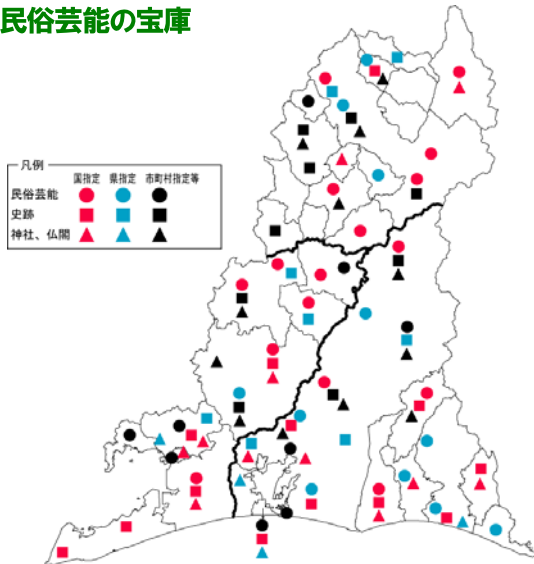 民俗芸能の宝庫
凡例
国指定 県指定 市町村指定等
民俗芸能
史跡
神社、仏閣